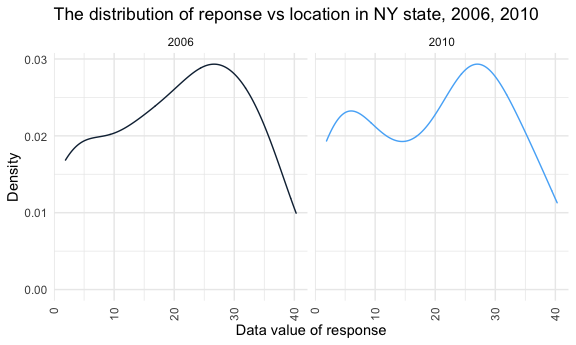 The distribution of reponse vs location in NY state, 2006, 2010
2006 2010
0.03
0.02
0.01
0.00
Density
0 10 20 30 40 0 10 20 30 40
Data value of response